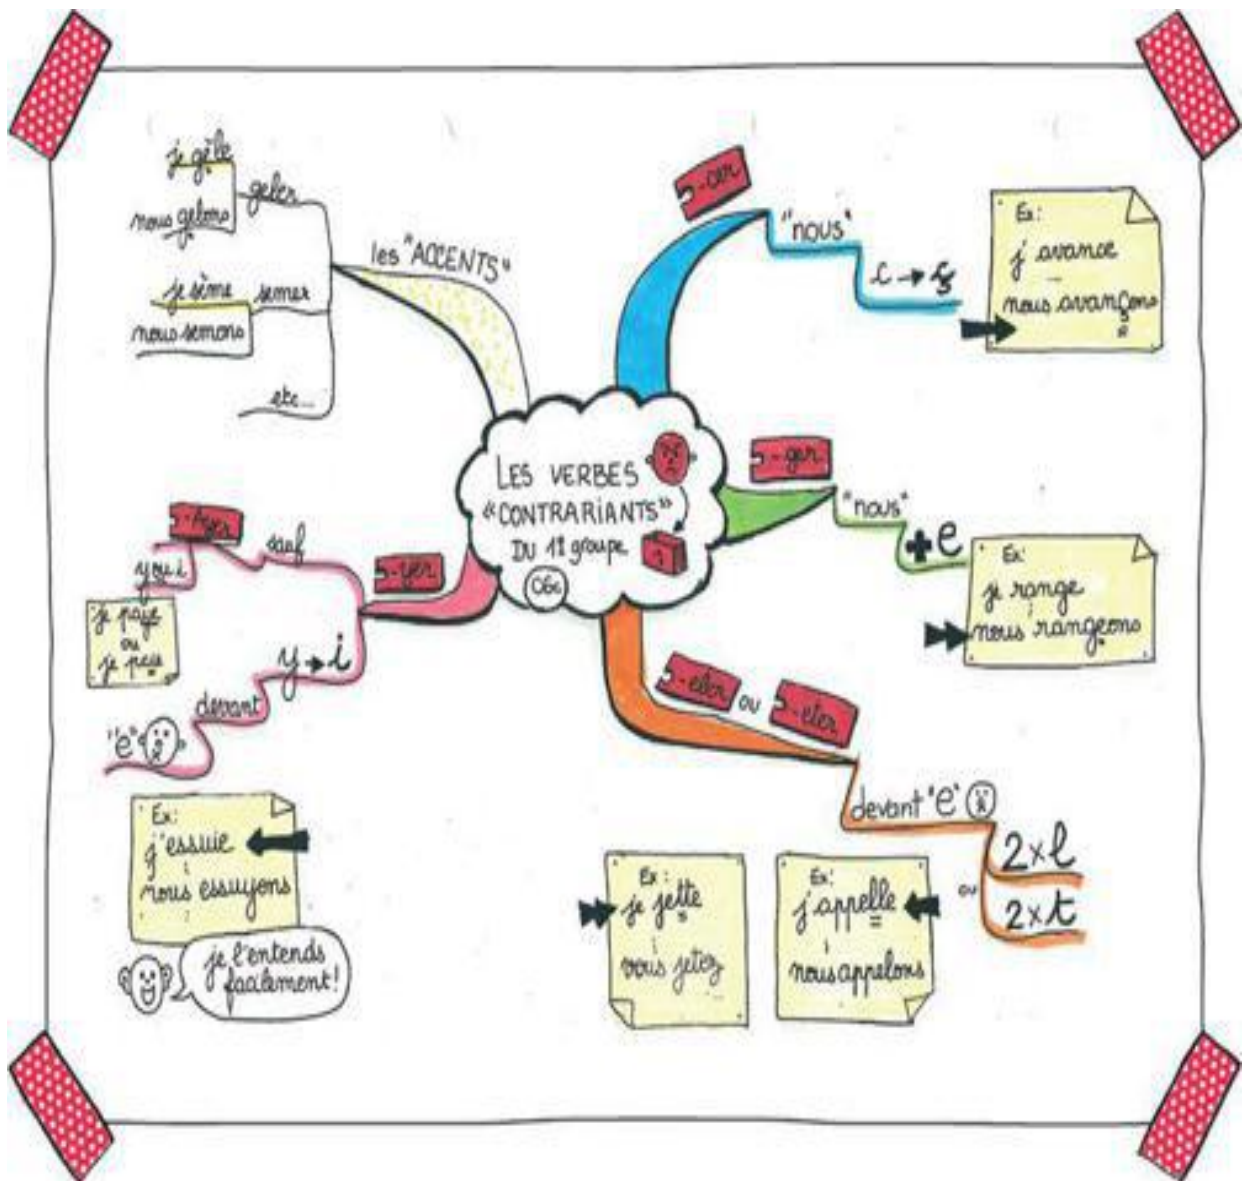 LES VERBES
"CONTRARIANTS"
DU 1er groupe
les "ACCENTS"
geler
je gèle
nous gelons
semer
je sème
nous semons
etc...
-cer
"nous"
c → ç
Ex:
j'avance
...
nous avançons
-ger
"nous"
+ e
Ex:
je range
nous rangeons
-eler ou -eter
devant "e"
2xl
ou
2xt
Ex:
je jette
vous jetez
...
Ex:
j'appelle
nous appelons
-yer
sauf
-Ayer
y ou i
je paye
ou
je paie
y → i
devant
"e"
Ex:
j'essuie
nous essuyons
je l'entends
facilement!